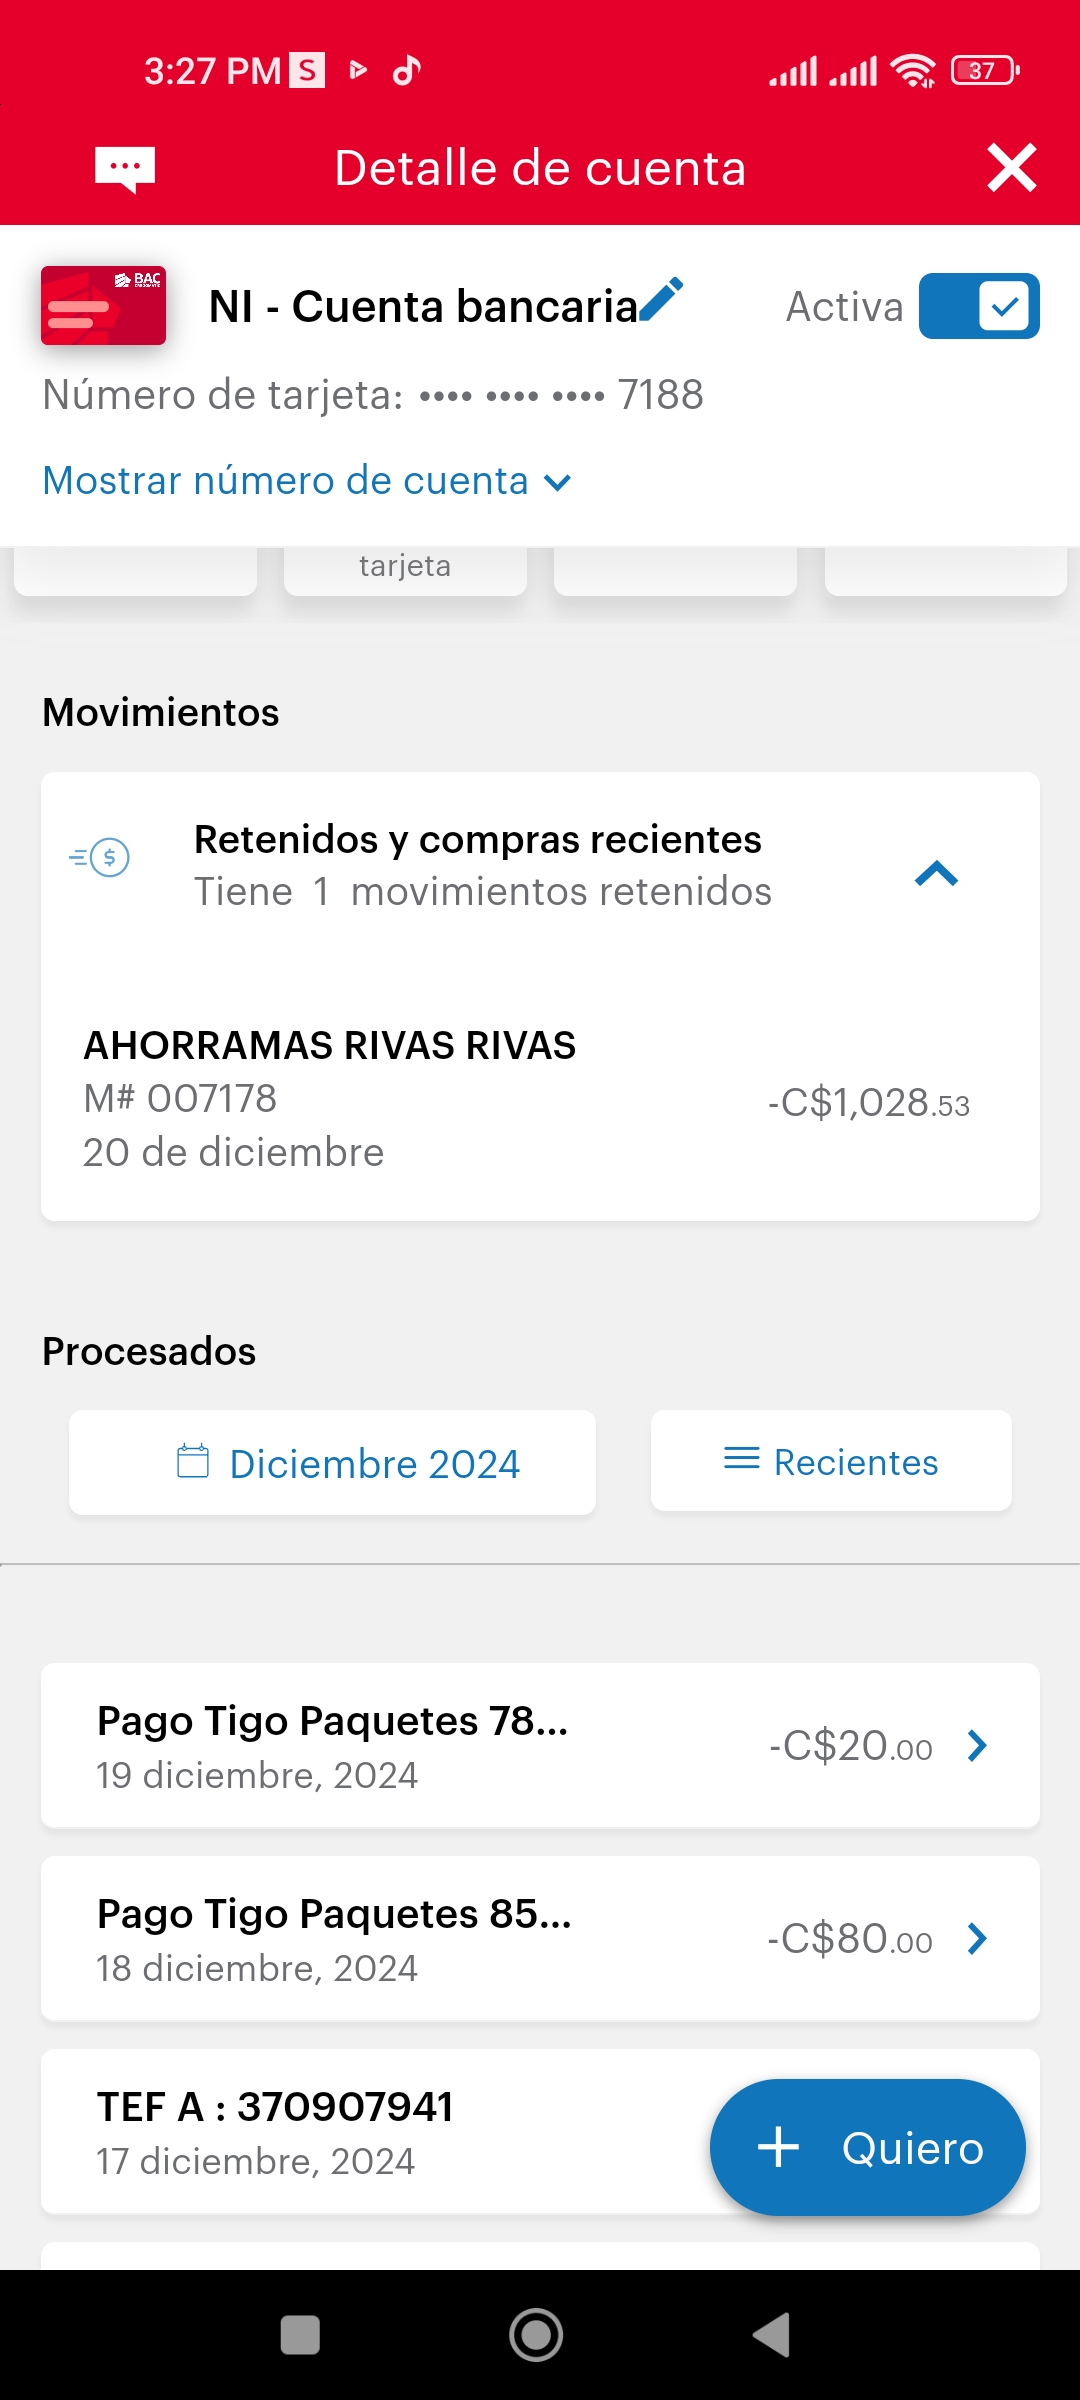 3:27 PM S
37
Detalle de cuenta
BAC
NI - Cuenta bancaria
Activa
Número de tarjeta: •••• •••• •••• 7188
Mostrar número de cuenta
tarjeta
Movimientos
Retenidos y compras recientes
Tiene 1 movimientos retenidos
AHORRAMAS RIVAS RIVAS
M# 007178
-C$1,028.53
20 de diciembre
Procesados
Diciembre 2024
Recientes
Pago Tigo Paquetes 78...
-C$20.00
19 diciembre, 2024
Pago Tigo Paquetes 85...
-C$80.00
18 diciembre, 2024
TEF A : 370907941
17 diciembre, 2024
+ Quiero